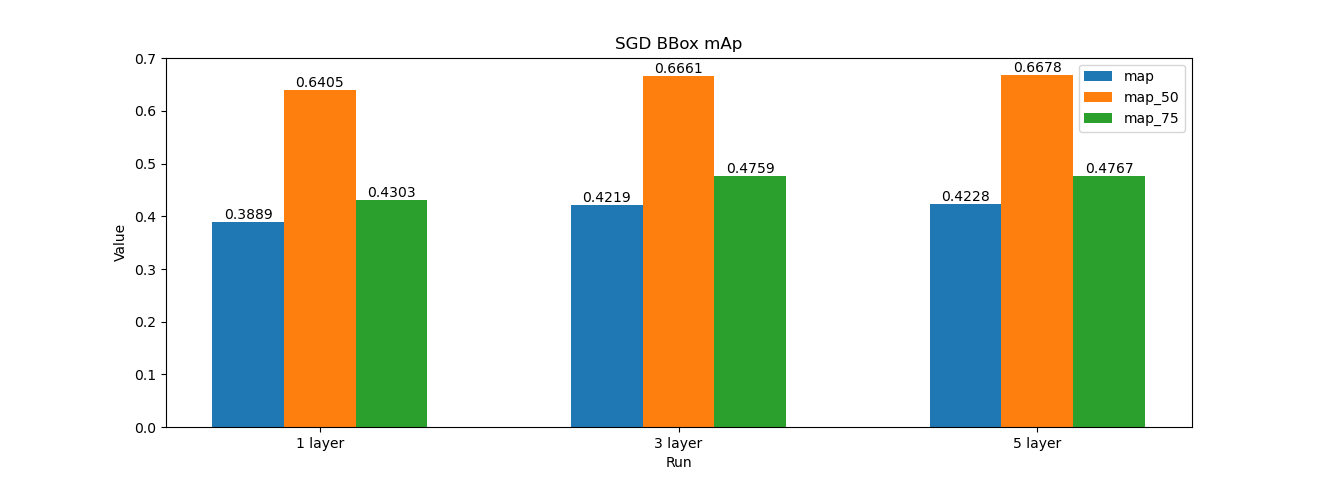 SGD BBox mAp
0.7
0.6
0.5
0.4
0.3
0.2
0.1
0.0
Value
0.3889
0.6405
0.4303
0.4219
0.6661
0.4759
0.4228
0.6678
0.4767
map
map_50
map_75
1 layer
3 layer
5 layer
Run